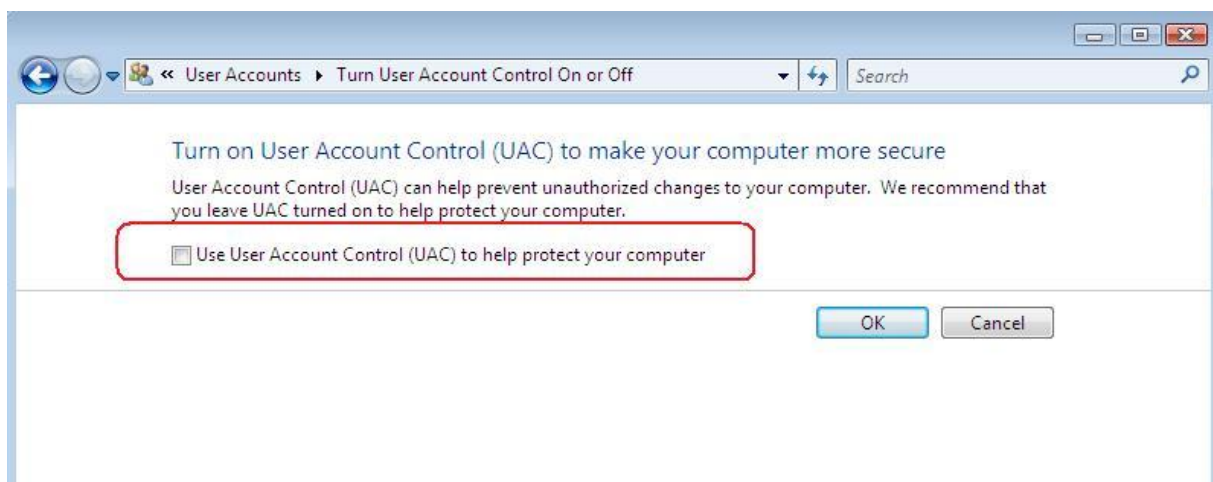 « User Accounts ▸ Turn User Account Control On or Off
Search
Turn on User Account Control (UAC) to make your computer more secure
User Account Control (UAC) can help prevent unauthorized changes to your computer. We recommend that
you leave UAC turned on to help protect your computer.
Use User Account Control (UAC) to help protect your computer
OK
Cancel